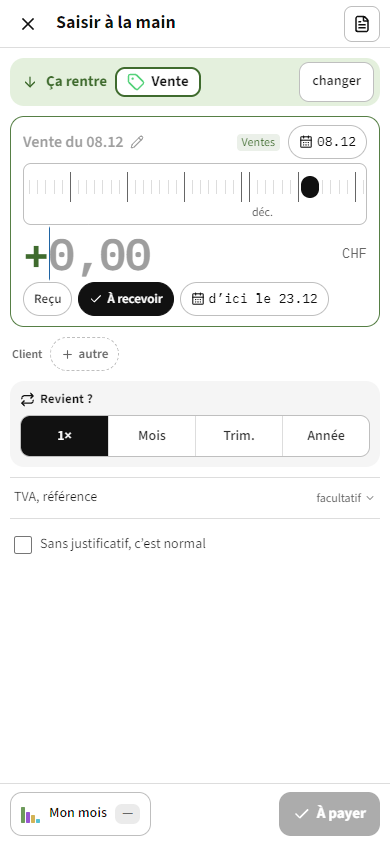 Saisir à la main
Ça rentre
Vente
changer
Vente du 08.12
Ventes
08.12
déc.
+0,00
CHF
Reçu
À recevoir
d’ici le 23.12
Client
+ autre
Revient ?
1×
Mois
Trim.
Année
TVA, référence
facultatif
Sans justificatif, c’est normal
Mon mois
—
À payer